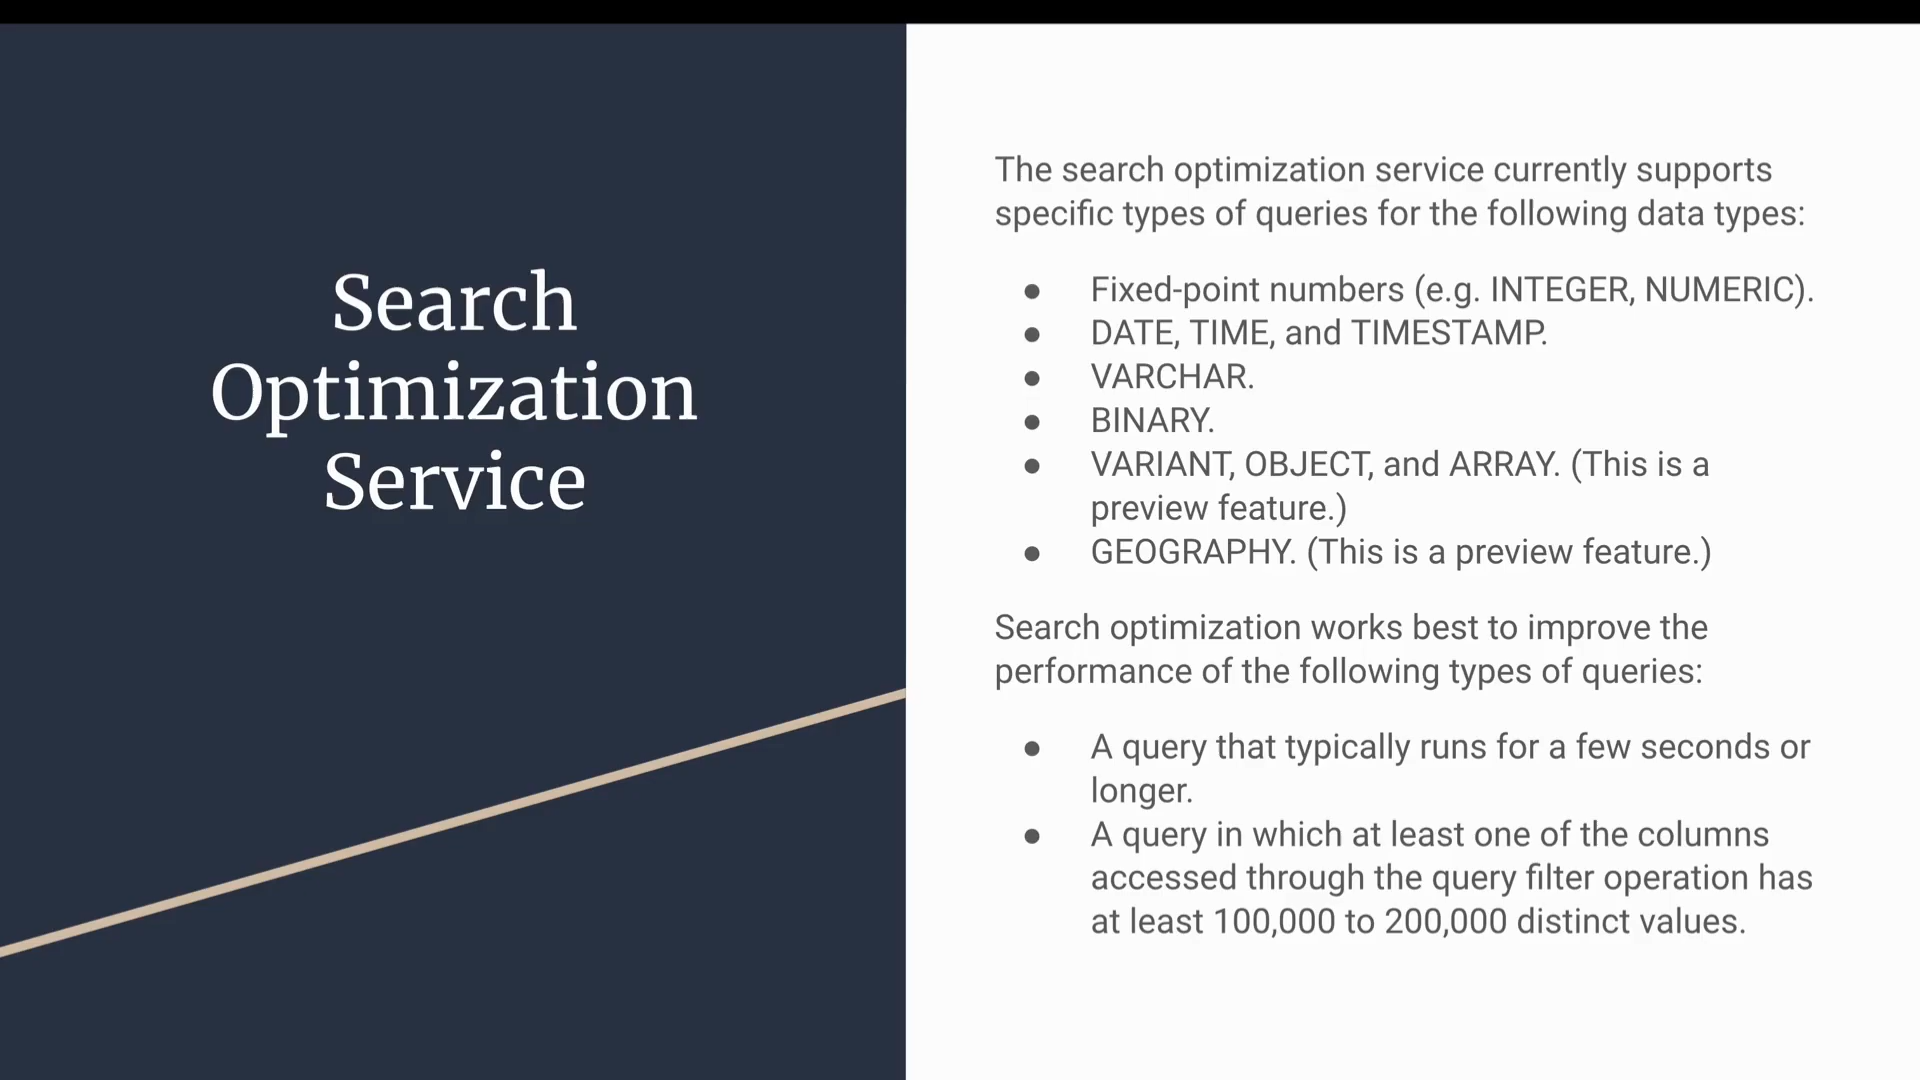 Search
Optimization
Service
The search optimization service currently supports
specific types of queries for the following data types:
● Fixed-point numbers (e.g. INTEGER, NUMERIC).
● DATE, TIME, and TIMESTAMP.
● VARCHAR.
● BINARY.
● VARIANT, OBJECT, and ARRAY. (This is a
preview feature.)
● GEOGRAPHY. (This is a preview feature.)
Search optimization works best to improve the
performance of the following types of queries:
● A query that typically runs for a few seconds or
longer.
● A query in which at least one of the columns
accessed through the query filter operation has
at least 100,000 to 200,000 distinct values.